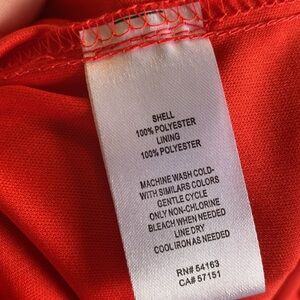 SHELL
100% POLYESTER
LINING
100% POLYESTER
MACHINE WASH COLD-
WITH SIMILARS COLORS
GENTLE CYCLE
ONLY NON-CHLORINE
BLEACH WHEN NEEDED
LINE DRY
COOL IRON AS NEEDED
RN# 54163
CA# 57151